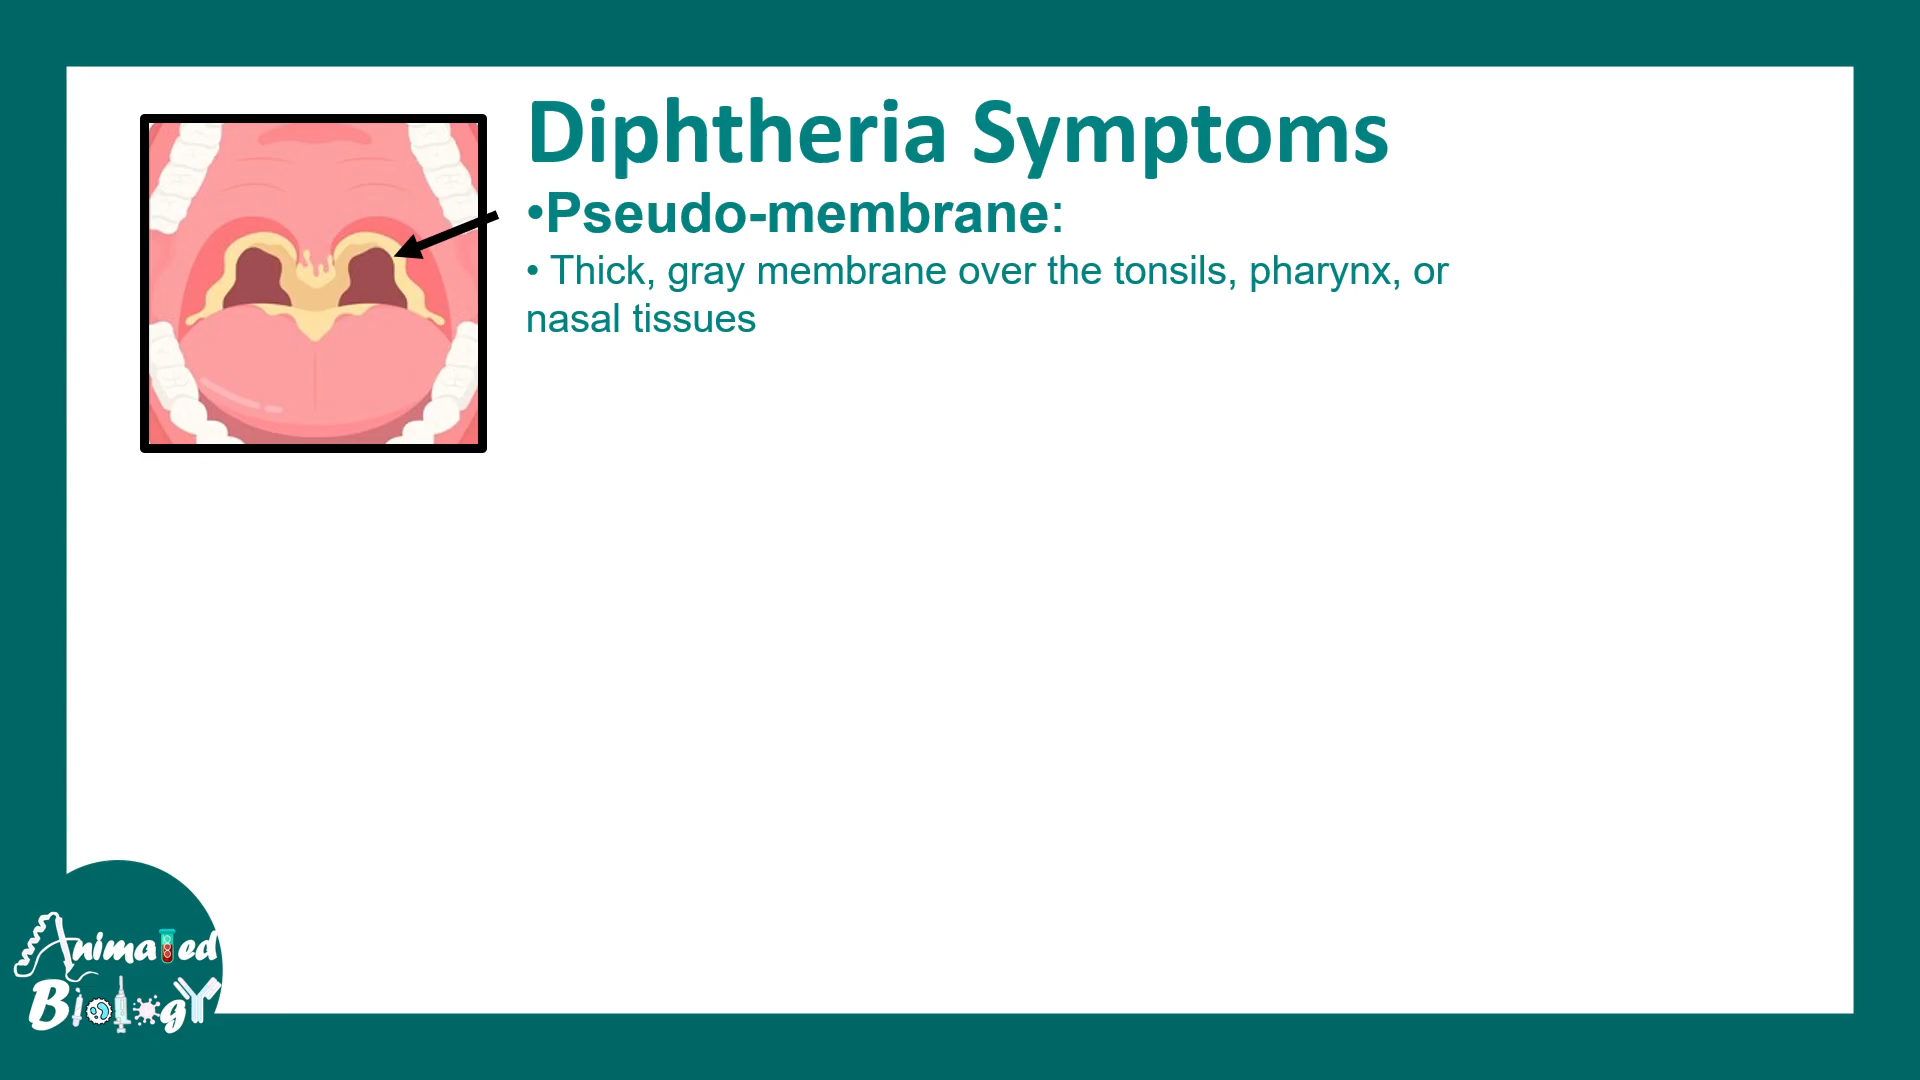 Diphtheria Symptoms
•Pseudo-membrane:
• Thick, gray membrane over the tonsils, pharynx, or
nasal tissues
Animated
Biology